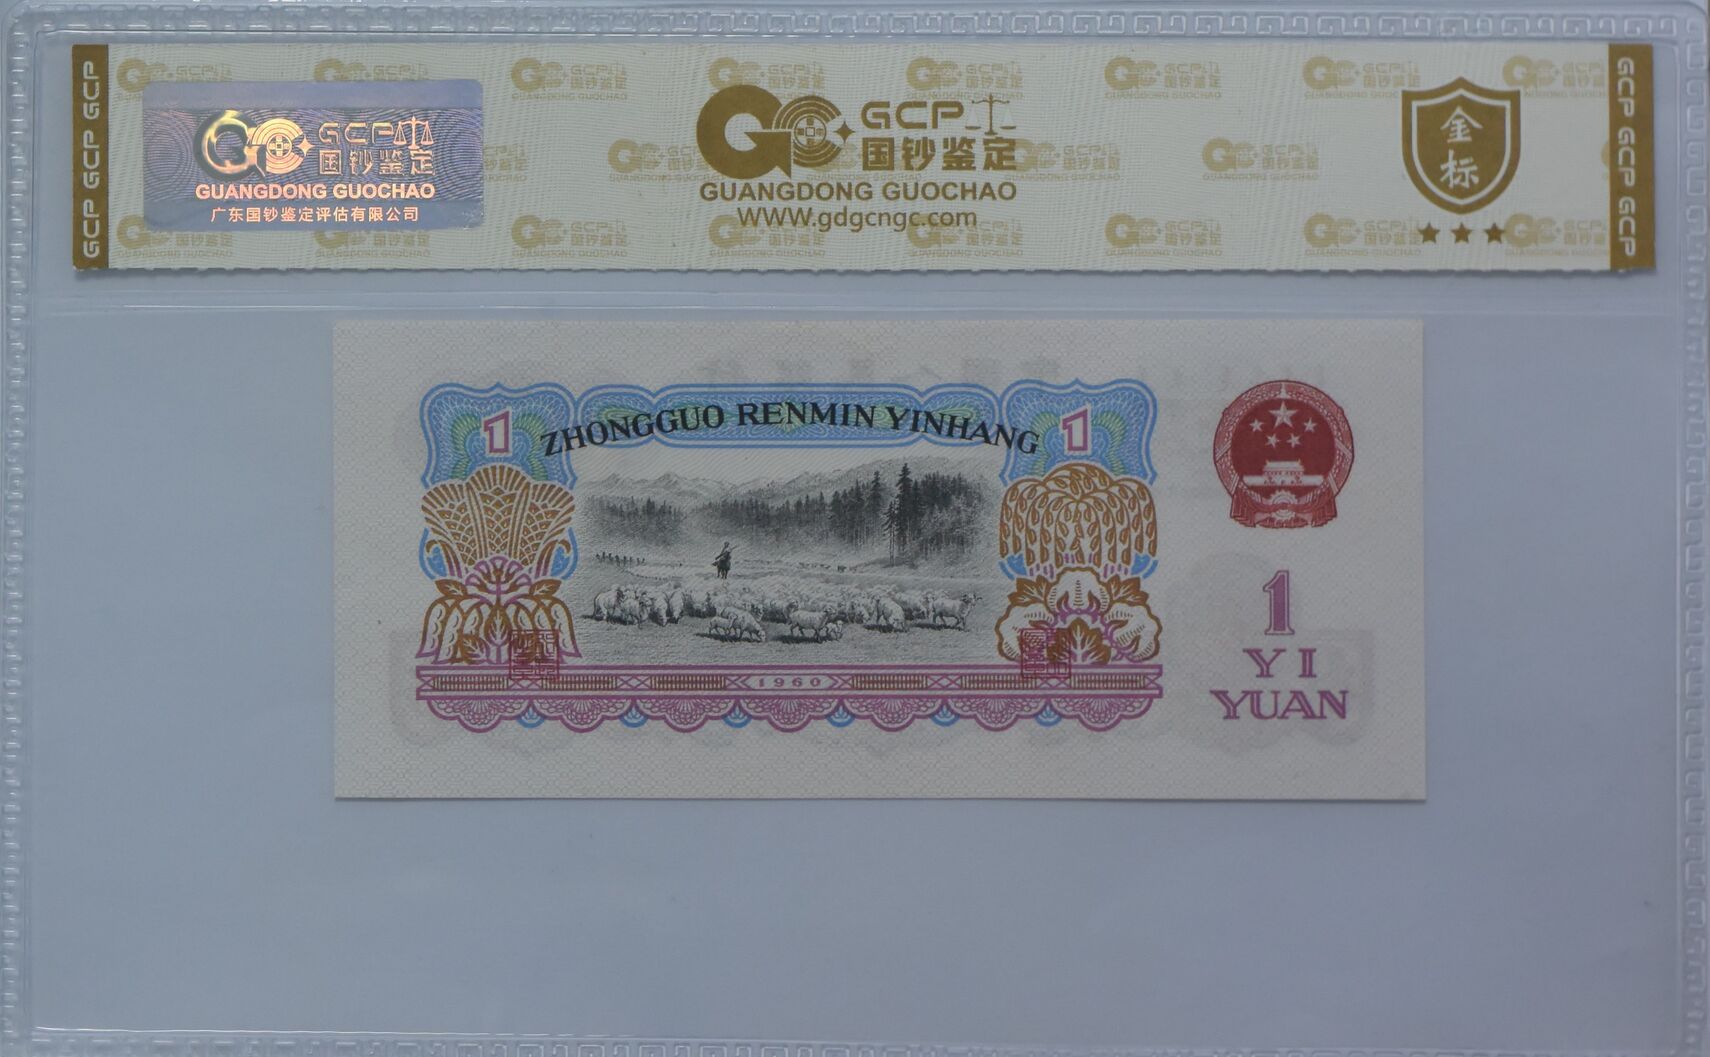 GCP GCP GCP
GCP
国钞鉴定
GUANGDONG GUOCHAO
广东国钞鉴定评估有限公司
GCP
国钞鉴定
GUANGDONG GUOCHAO
WWW.gdgcngc.com
金
标
GCP GCP GCP GCP
ZHONGGUO RENMIN YINHANG
1
1
1
YI
YUAN
1960